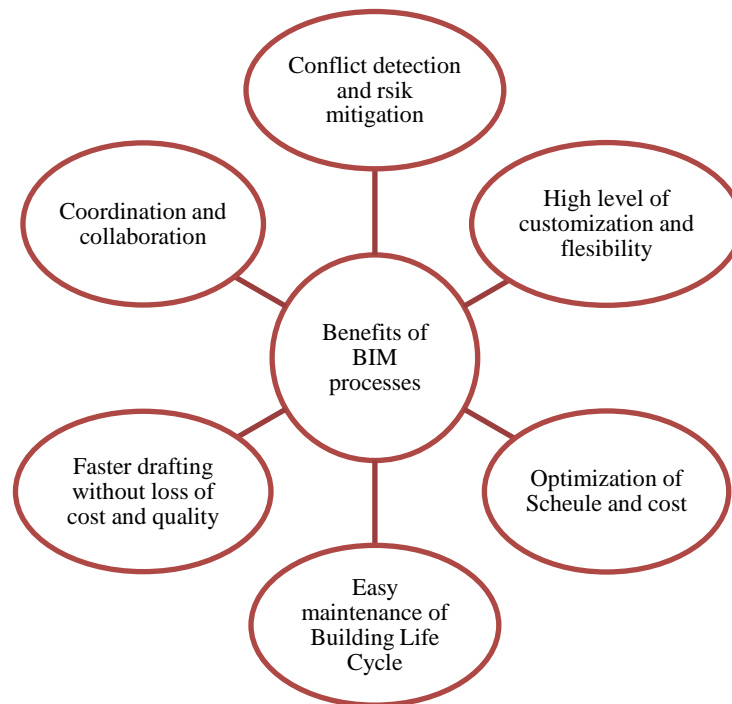 Conflict detection
and rsik
mitigation
High level of
customization and
flesibility
Coordination and
collaboration
Benefits of
BIM
processes
Faster drafting
without loss of
cost and quality
Optimization of
Scheule and cost
Easy
maintenance of
Building Life
Cycle